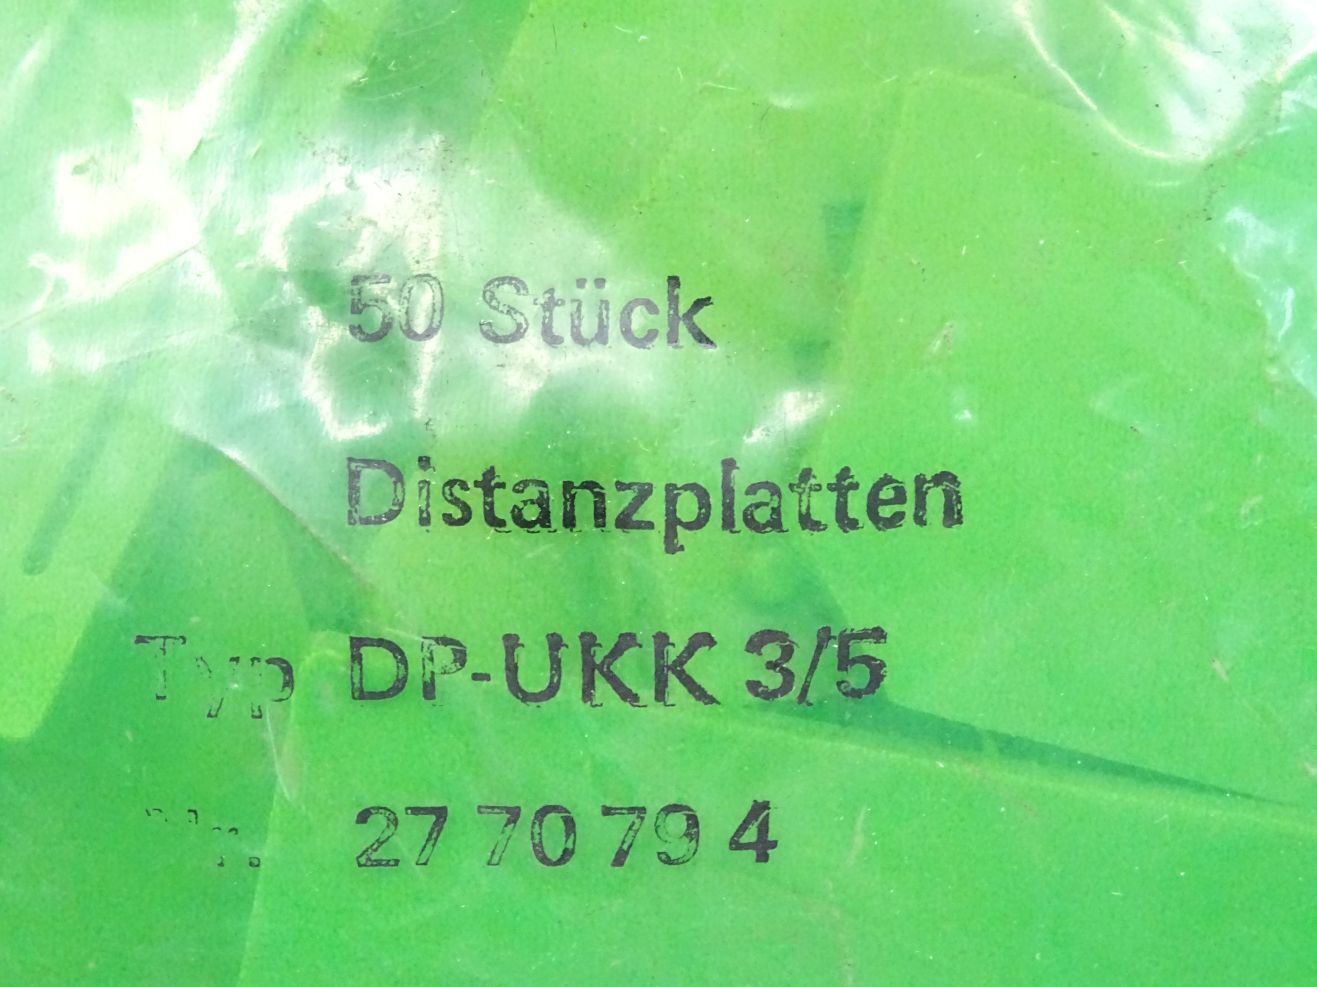 50 Stück
Distanzplatten
Typ DP-UKK 3/5
27 70 79 4